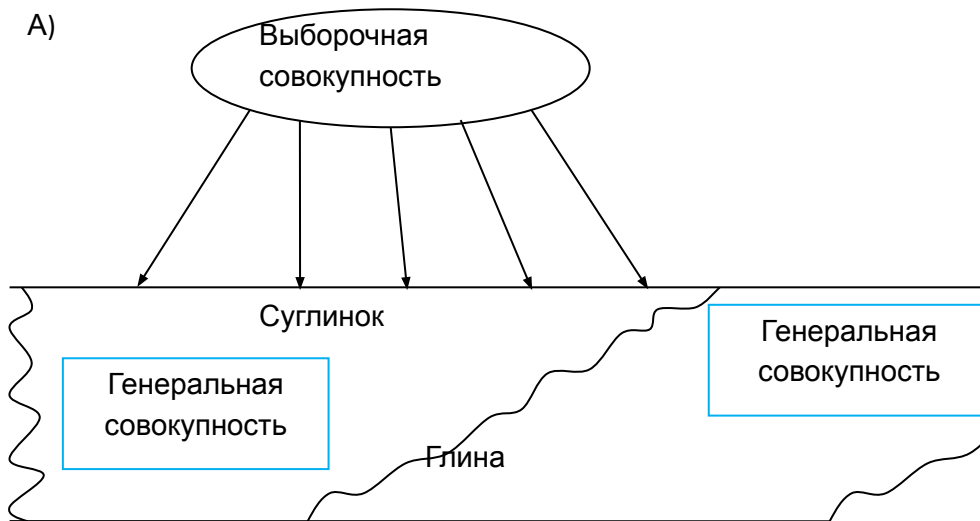 А)
Выборочная
совокупность
Суглинок
Генеральная
совокупность
Генеральная
совокупность
Глина